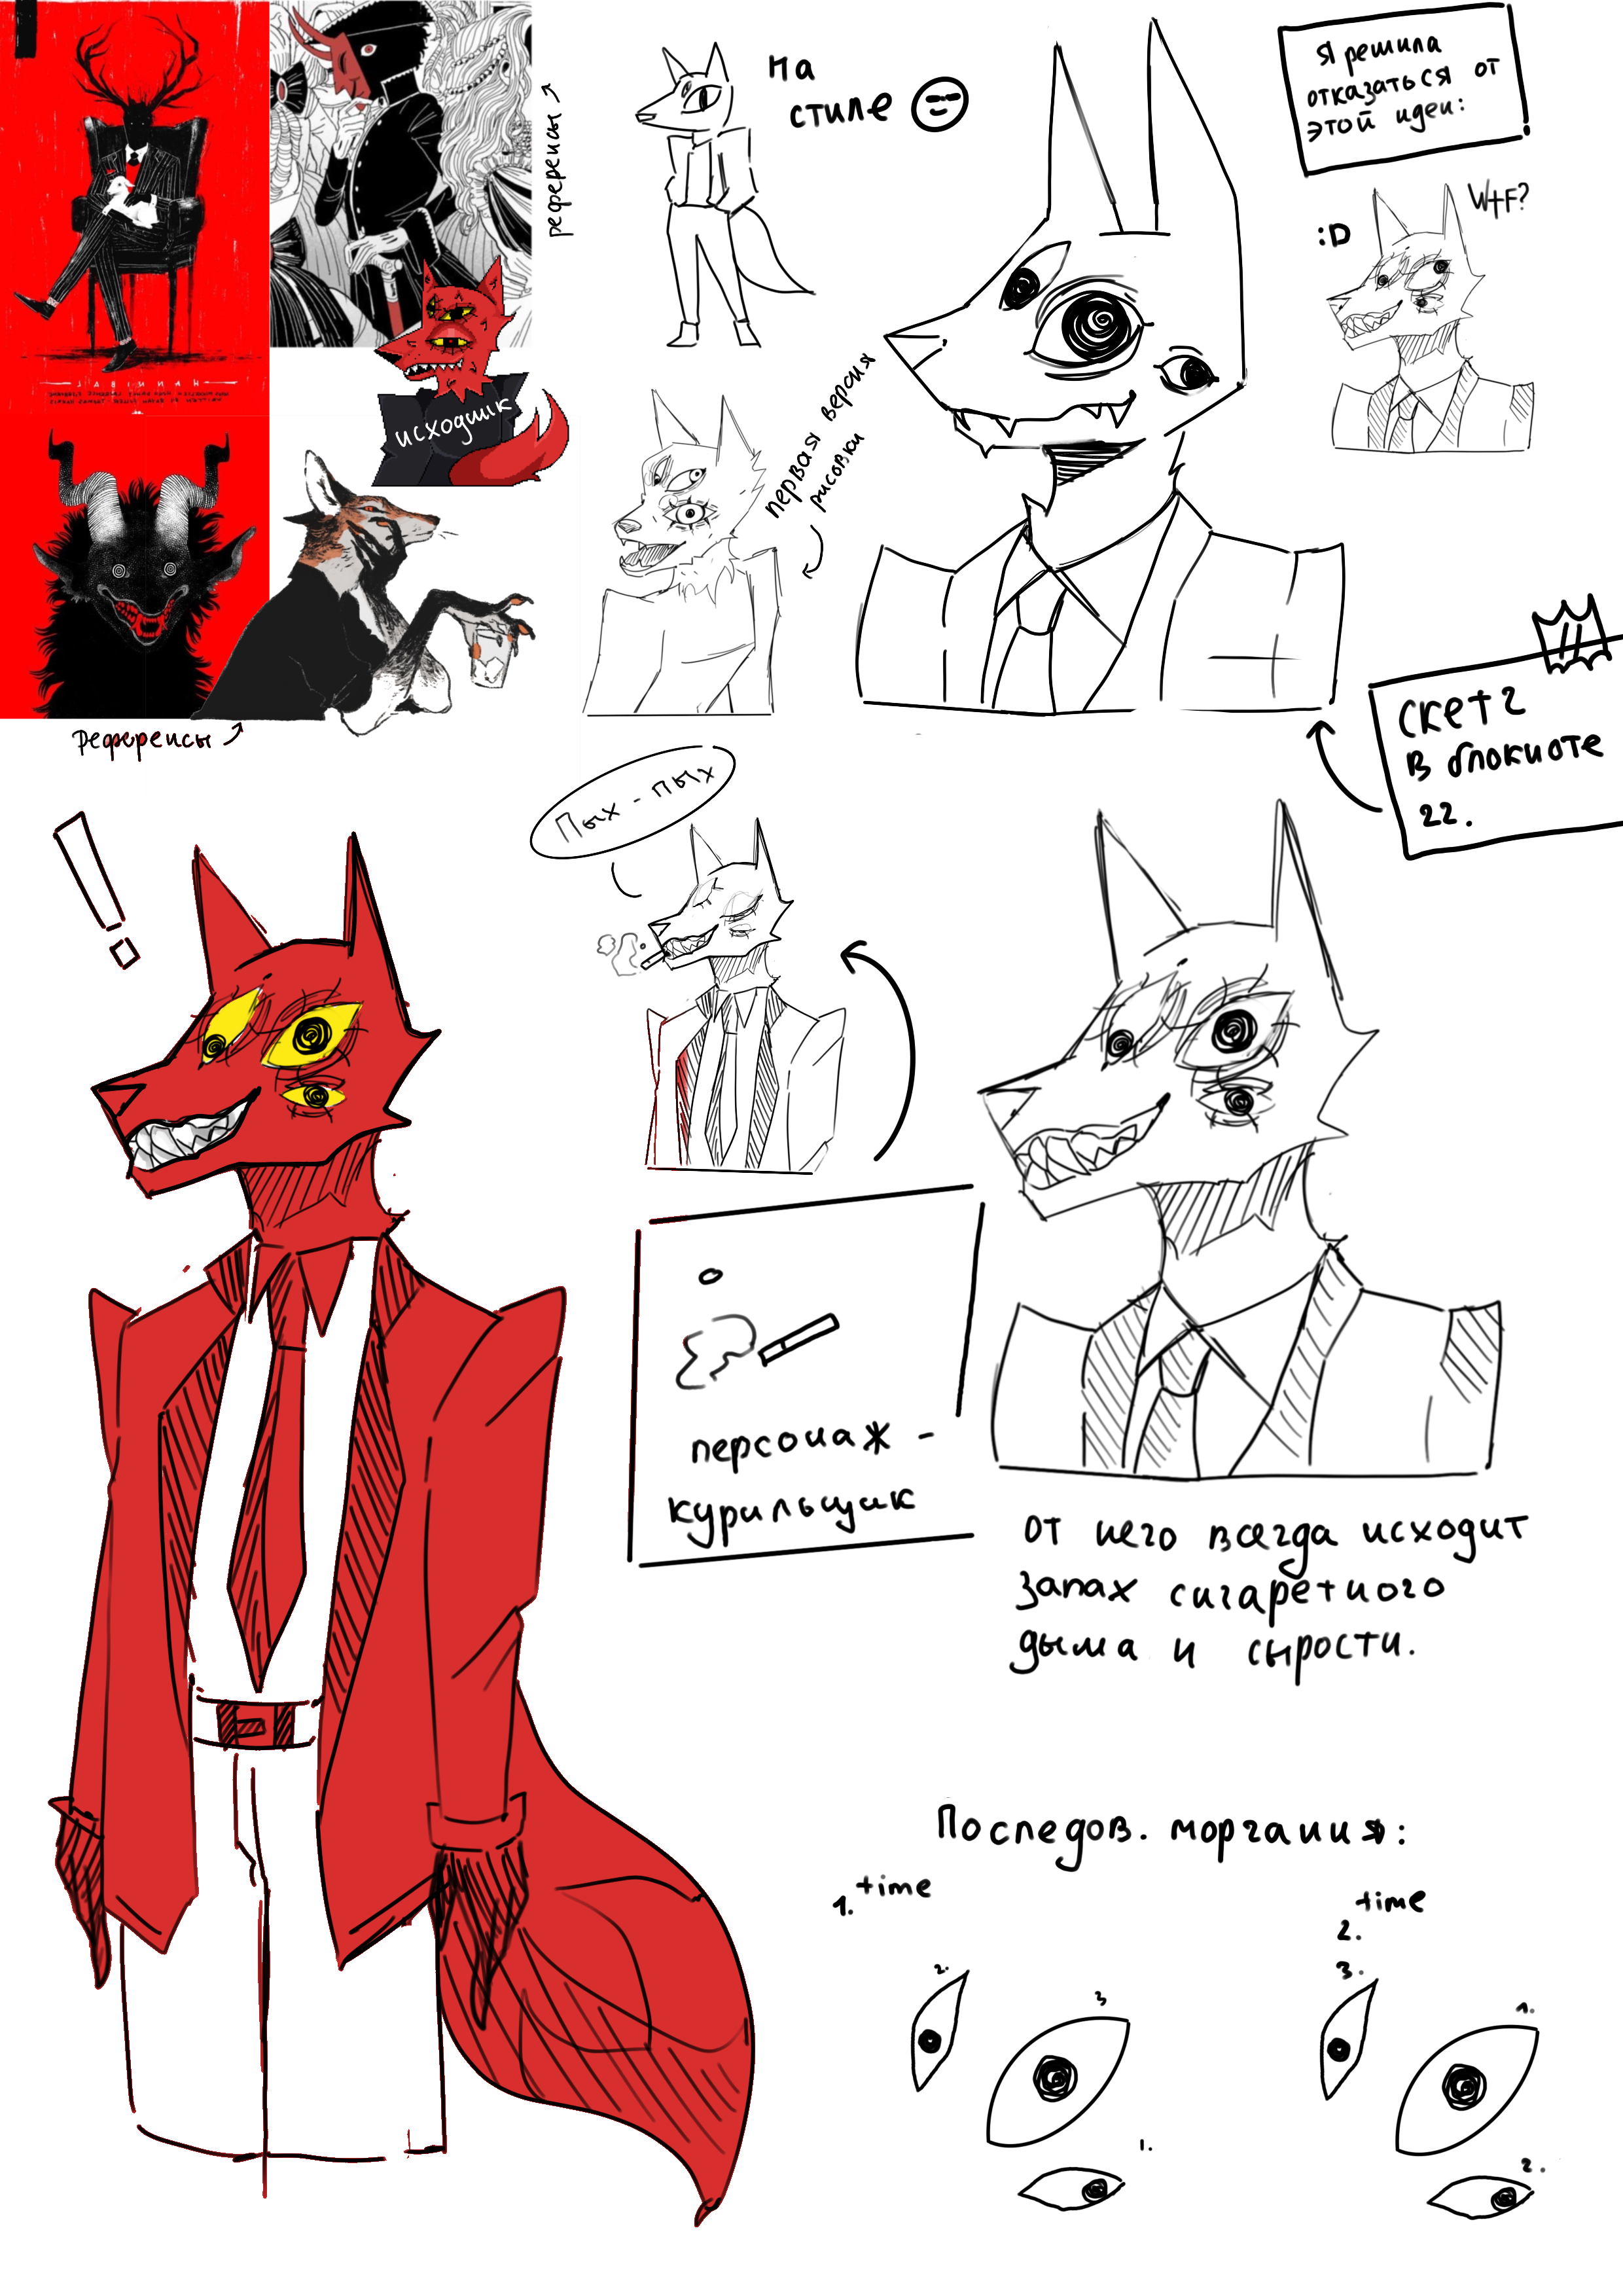 референсы
На
стиле
Я решила
отказаться от
этой идеи:
:D
WTF?
исходник
первая версия
рисовки
Референсы
скетч
в блокноте
22.
!
Пых - пых
персонаж -
курильщик
от него всегда исходит
запах сигаретного
дыма и сырости.
Последов. моргания:
1. time
2. time
2.
3
1.
3.
1.
2.